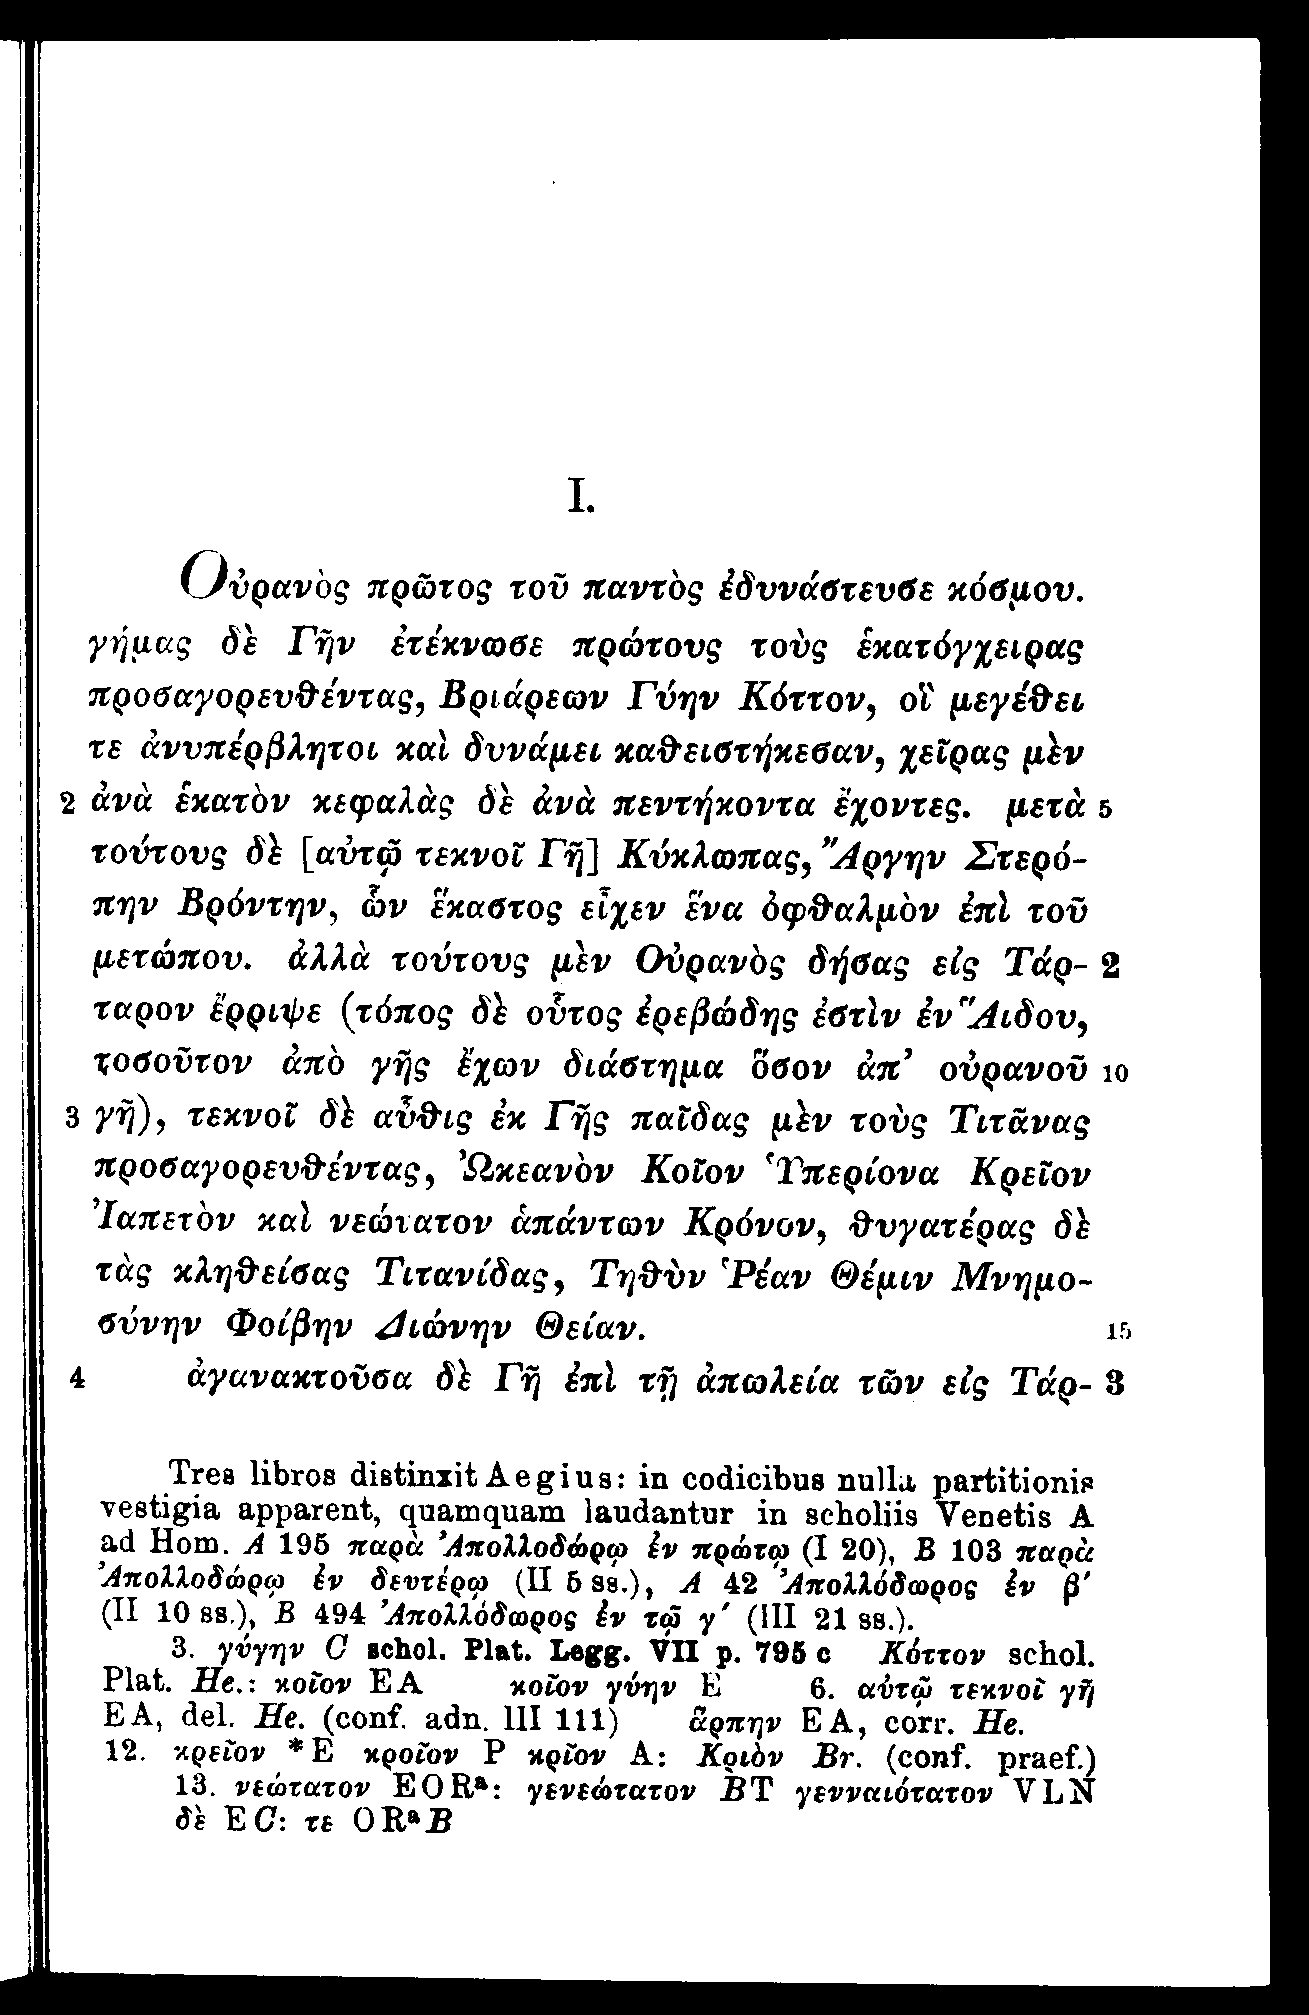 I.
Οὐρανὸς πρῶτος τοῦ παντὸς ἐδυνάστευσε κόσμου.
γήμας δὲ Γῆν ἐτέκνωσε πρώτους τοὺς ἑκατόγχειρας
προσαγορευθέντας, Βριάρεων Γύην Κόττον, οἳ μεγέθει
τε ἀνυπέρβλητοι καὶ δυνάμει καθειστήκεσαν, χεῖρας μὲν
2 ἀνὰ ἑκατὸν κεφαλὰς δὲ ἀνὰ πεντήκοντα ἔχοντες. μετὰ 5
τούτους δὲ [αὐτῷ τεκνοῖ Γῆ] Κύκλωπας, Ἄργην Στερό-
πην Βρόντην, ὧν ἕκαστος εἶχεν ἕνα ὀφθαλμὸν ἐπὶ τοῦ
μετώπου. ἀλλὰ τούτους μὲν Οὐρανὸς δήσας εἰς Τάρ- 2
ταρον ἔρριψε (τόπος δὲ οὗτος ἐρεβώδης ἐστὶν ἐν Ἅιδου,
τοσοῦτον ἀπὸ γῆς ἔχων διάστημα ὅσον ἀπ’ οὐρανοῦ 10
3 γῆ), τεκνοῖ δὲ αὖθις ἐκ Γῆς παῖδας μὲν τοὺς Τιτᾶνας
προσαγορευθέντας, Ὠκεανὸν Κοῖον Ὑπερίονα Κρεῖον
Ἰαπετὸν καὶ νεώτατον ἁπάντων Κρόνον, θυγατέρας δὲ
τὰς κληθείσας Τιτανίδας, Τηθὺν Ῥέαν Θέμιν Μνημο-
σύνην Φοίβην Διώνην Θείαν. 15
4 ἀγανακτοῦσα δὲ Γῆ ἐπὶ τῇ ἀπωλείᾳ τῶν εἰς Τάρ- 3
Tres libros distinxit Aegius: in codicibus nulla partitionis
vestigia apparent, quamquam laudantur in scholiis Venetis A
ad Hom. A 195 παρὰ Ἀπολλοδώρῳ ἐν πρώτῳ (I 20), B 103 παρὰ
Ἀπολλοδώρῳ ἐν δευτέρῳ (II 5 ss.), A 42 Ἀπολλόδωρος ἐν β′
(II 10 ss.), B 494 Ἀπολλόδωρος ἐν τῷ γ′ (III 21 ss.).
3. γύγην C schol. Plat. Legg. VII p. 795 c Κόττον schol.
Plat. He.: κοῖον EA κοῖον γύην E 6. αὐτῷ τεκνοῖ γῆ
EA, del. He. (conf. adn. III 111) ἅρπην EA, corr. He.
12. κρεῖον *E κροῖον P κρῖον A: Κριὸν Br. (conf. praef.)
13. νεώτατον EORᵃ: γενεώτατον BT γενναιότατον VLN
δὲ EC: τε ORᵃB